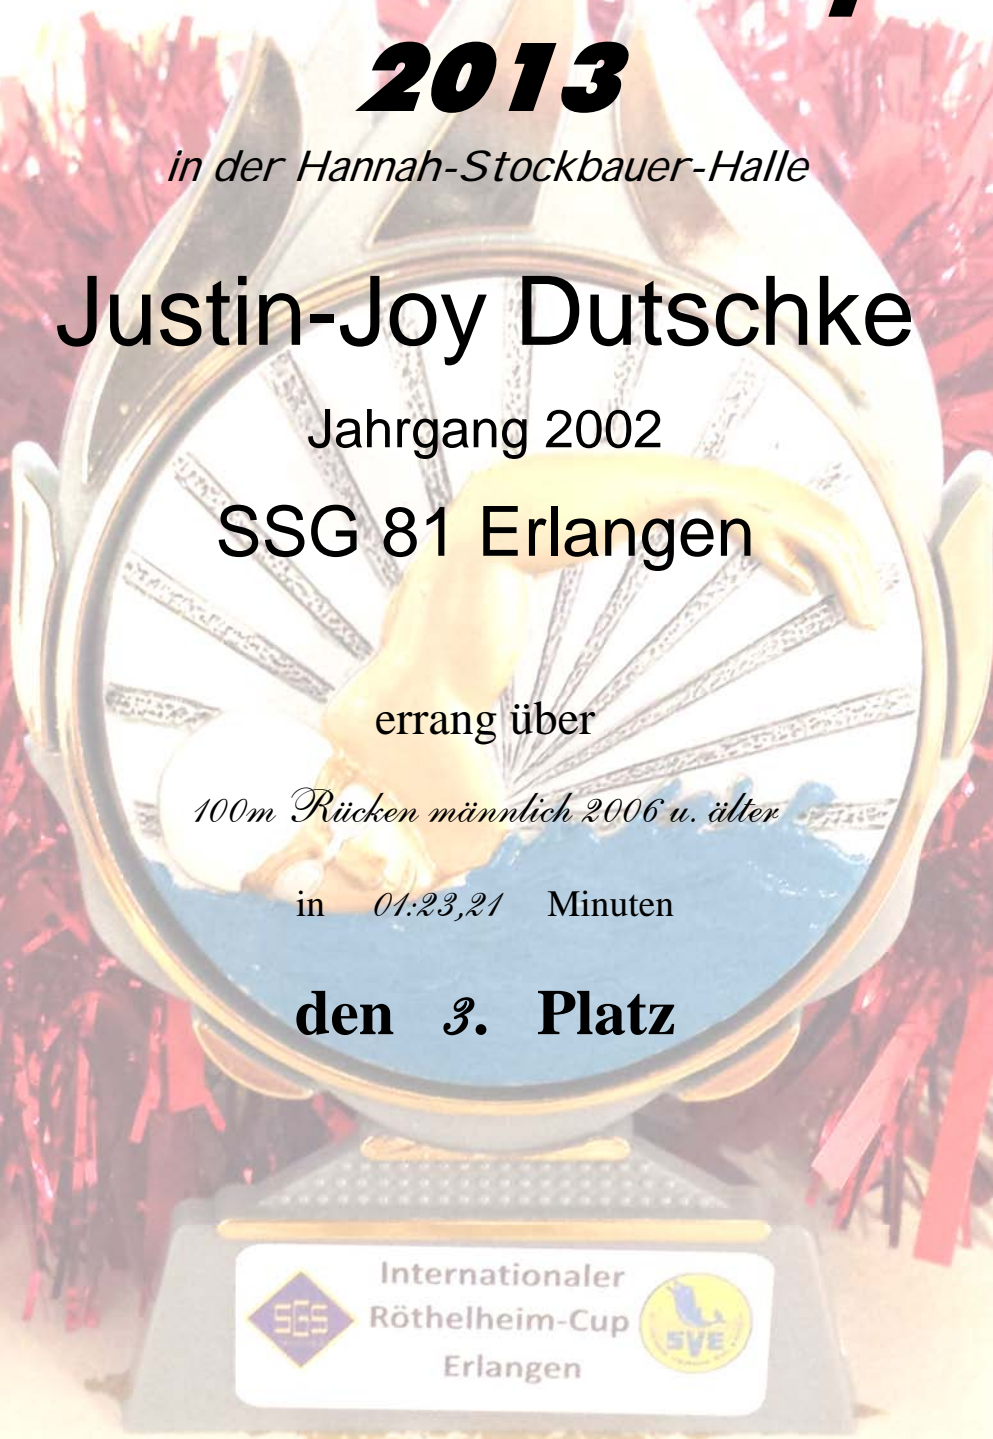 2013
in der Hannah-Stockbauer-Halle
Justin-Joy Dutschke
Jahrgang 2002
SSG 81 Erlangen
errang über
100m Rücken männlich 2006 u. älter
in 01:23,21 Minuten
den 3. Platz
Internationaler
SGS Röthelheim-Cup SVE
Erlangen